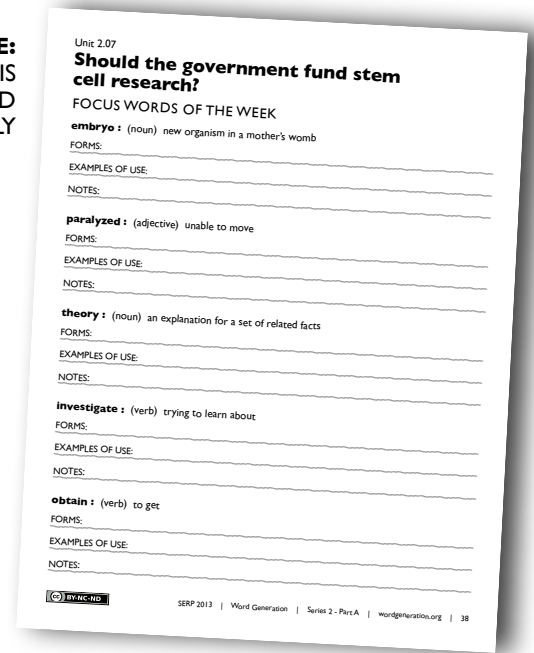 E:
IS
D
LY
Unit 2.07
Should the government fund stem
cell research?
FOCUS WORDS OF THE WEEK
embryo : (noun) new organism in a mother's womb
FORMS:
EXAMPLES OF USE:
NOTES:
paralyzed : (adjective) unable to move
FORMS:
EXAMPLES OF USE:
NOTES:
theory : (noun) an explanation for a set of related facts
FORMS:
EXAMPLES OF USE:
NOTES:
investigate : (verb) trying to learn about
FORMS:
EXAMPLES OF USE:
NOTES:
obtain : (verb) to get
FORMS:
EXAMPLES OF USE:
NOTES:
cc BY-NC-ND
SERP 2013 | Word Generation | Series 2 - Part A | wordgeneration.org | 38